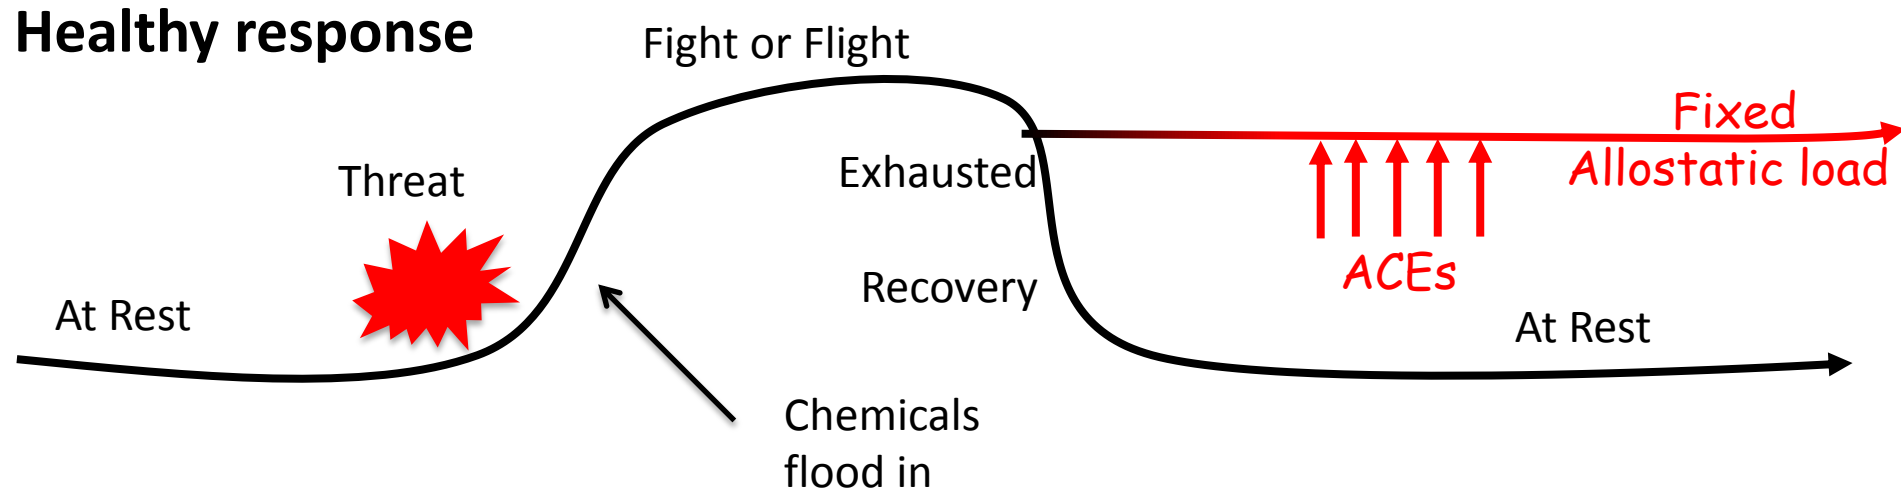 Healthy response
Fight or Flight
Fixed
Allostatic load
Threat
Exhausted
ACEs
Recovery
At Rest
At Rest
Chemicals
flood in